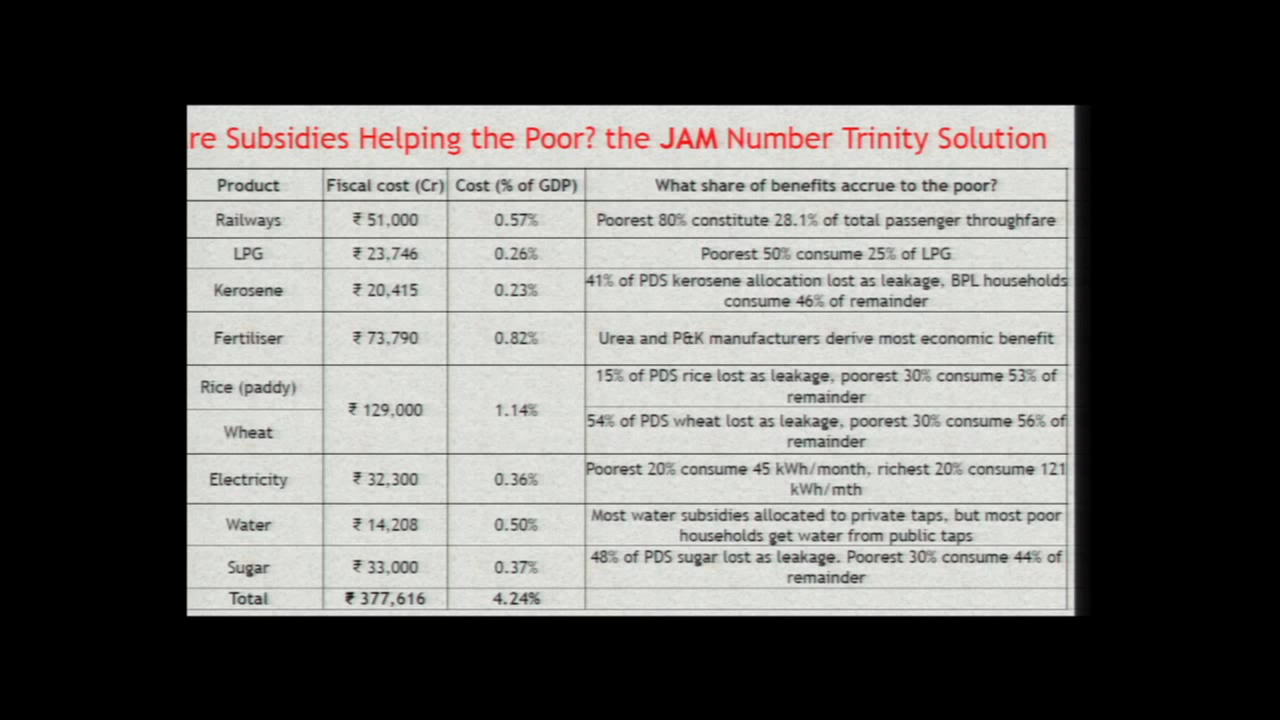 re Subsidies Helping the Poor? the JAM Number Trinity Solution
Product Fiscal cost (Cr) Cost (% of GDP) What share of benefits accrue to the poor?
Railways ₹ 51,000 0.57% Poorest 80% constitute 28.1% of total passenger throughfare
LPG ₹ 23,746 0.26% Poorest 50% consume 25% of LPG
Kerosene ₹ 20,415 0.23% 41% of PDS kerosene allocation lost as leakage, BPL households
consume 46% of remainder
Fertiliser ₹ 73,790 0.82% Urea and P&K manufacturers derive most economic benefit
Rice (paddy) 15% of PDS rice lost as leakage, poorest 30% consume 53% of
remainder
₹ 129,000 1.14%
Wheat 54% of PDS wheat lost as leakage, poorest 30% consume 56% of
remainder
Electricity ₹ 32,300 0.36% Poorest 20% consume 45 kWh/month, richest 20% consume 121
kWh/mth
Water ₹ 14,208 0.50% Most water subsidies allocated to private taps, but most poor
households get water from public taps
Sugar ₹ 33,000 0.37% 48% of PDS sugar lost as leakage. Poorest 30% consume 44% of
remainder
Total ₹ 377,616 4.24%